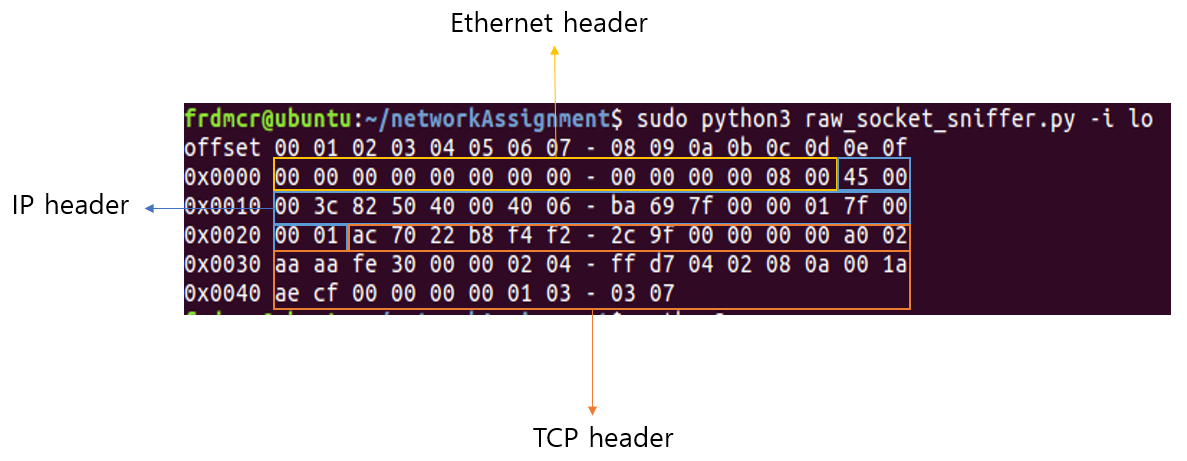 Ethernet header
frdmcr@ubuntu:~/networkAssignment$ sudo python3 raw_socket_sniffer.py -i lo
offset 00 01 02 03 04 05 06 07 - 08 09 0a 0b 0c 0d 0e 0f
0x0000 00 00 00 00 00 00 00 00 - 00 00 00 00 08 00 45 00
IP header
0x0010 00 3c 82 50 40 00 40 06 - ba 69 7f 00 00 01 7f 00
0x0020 00 01 ac 70 22 b8 f4 f2 - 2c 9f 00 00 00 00 a0 02
0x0030 aa aa fe 30 00 00 02 04 - ff d7 04 02 08 0a 00 1a
0x0040 ae cf 00 00 00 00 01 03 - 03 07
TCP header